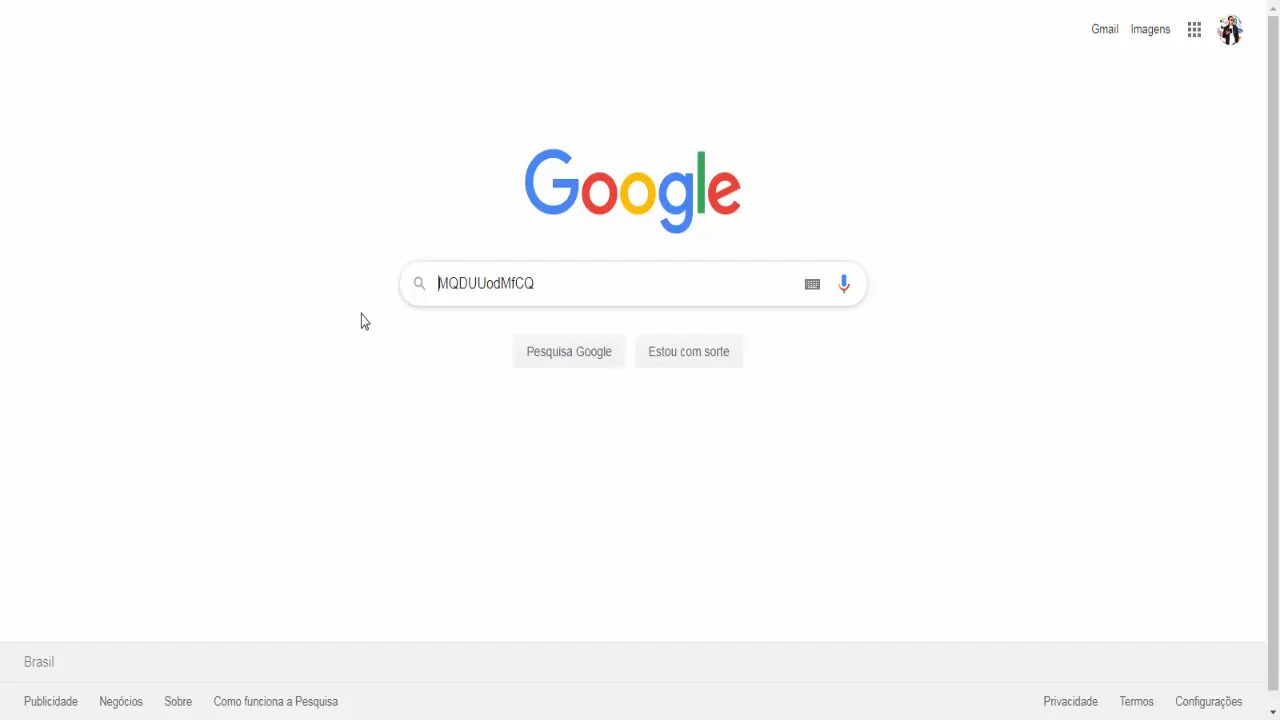 Gmail Imagens
Google
MQDUUodMfCQ
Pesquisa Google Estou com sorte
Brasil
Publicidade Negócios Sobre Como funciona a Pesquisa Privacidade Termos Configurações